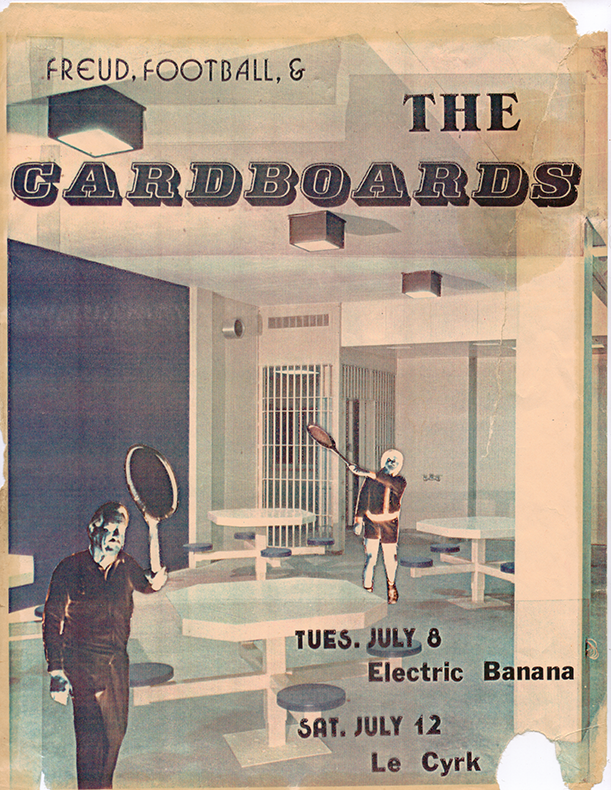 FREUD, FOOTBALL, &
THE
CARDBOARDS
TUES. JULY 8
Electric Banana
SAT. JULY 12
Le Cyrk